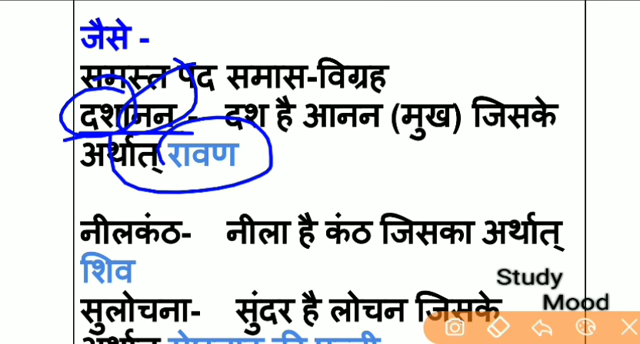 जैसे -
समस्त पद समास-विग्रह
दशानन - दश है आनन (मुख) जिसके
अर्थात् रावण
नीलकंठ- नीला है कंठ जिसका अर्थात्
शिव
सुलोचना- सुंदर है लोचन जिसके
Study
Mood